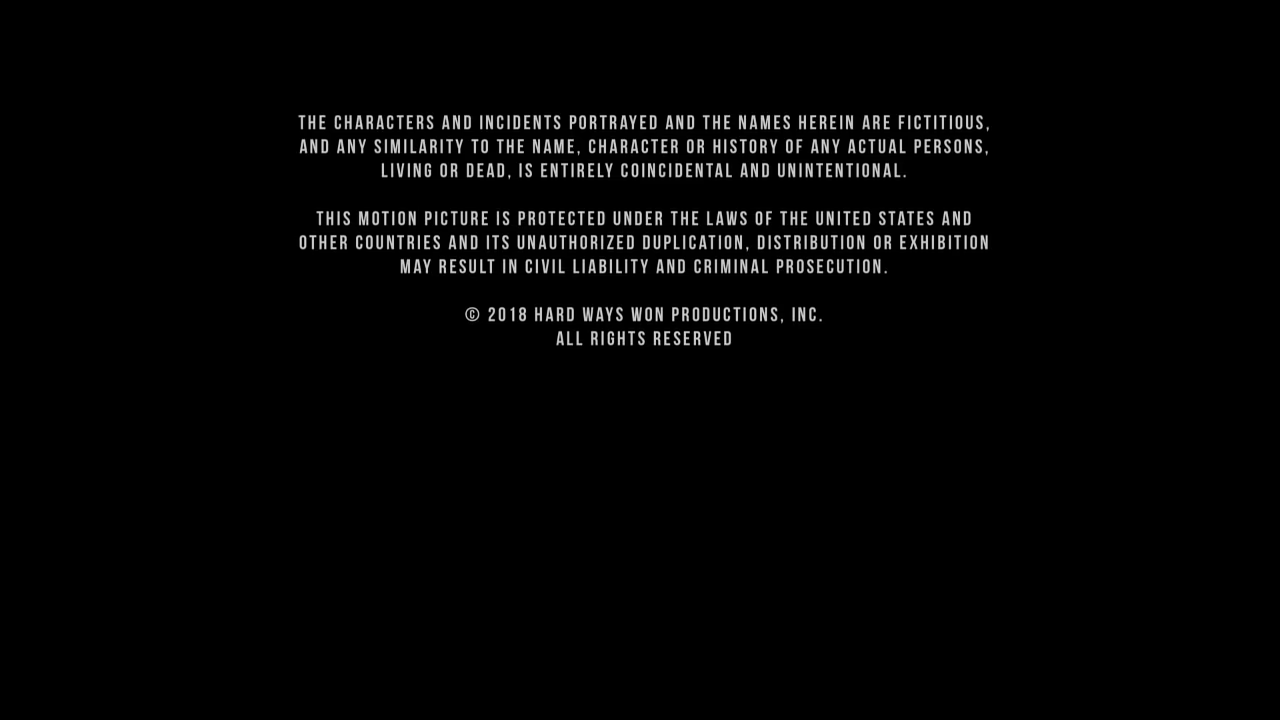 THE CHARACTERS AND INCIDENTS PORTRAYED AND THE NAMES HEREIN ARE FICTITIOUS,
AND ANY SIMILARITY TO THE NAME, CHARACTER OR HISTORY OF ANY ACTUAL PERSONS,
LIVING OR DEAD, IS ENTIRELY COINCIDENTAL AND UNINTENTIONAL.
THIS MOTION PICTURE IS PROTECTED UNDER THE LAWS OF THE UNITED STATES AND
OTHER COUNTRIES AND ITS UNAUTHORIZED DUPLICATION, DISTRIBUTION OR EXHIBITION
MAY RESULT IN CIVIL LIABILITY AND CRIMINAL PROSECUTION.
© 2018 HARD WAYS WON PRODUCTIONS, INC.
ALL RIGHTS RESERVED